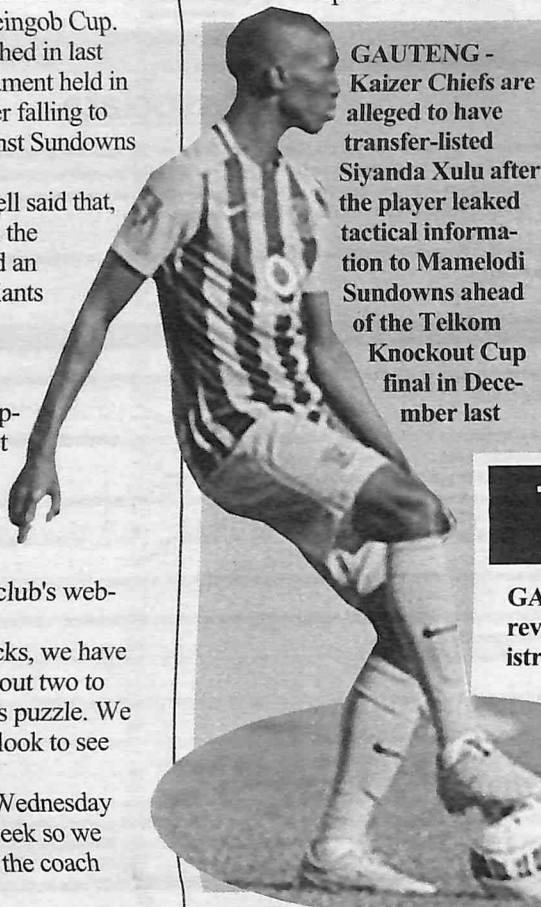 eingob Cup.
hed in last
ament held in
er falling to
nst Sundowns
ell said that,
the
d an
iants
p-
t
club's web-
cks, we have
out two to
s puzzle. We
look to see
Wednesday
eek so we
the coach
GAUTENG -
Kaizer Chiefs are
alleged to have
transfer-listed
Siyanda Xulu after
the player leaked
tactical informa-
tion to Mamelodi
Sundowns ahead
of the Telkom
Knockout Cup
final in Dece-
mber last
GA
rev
istr